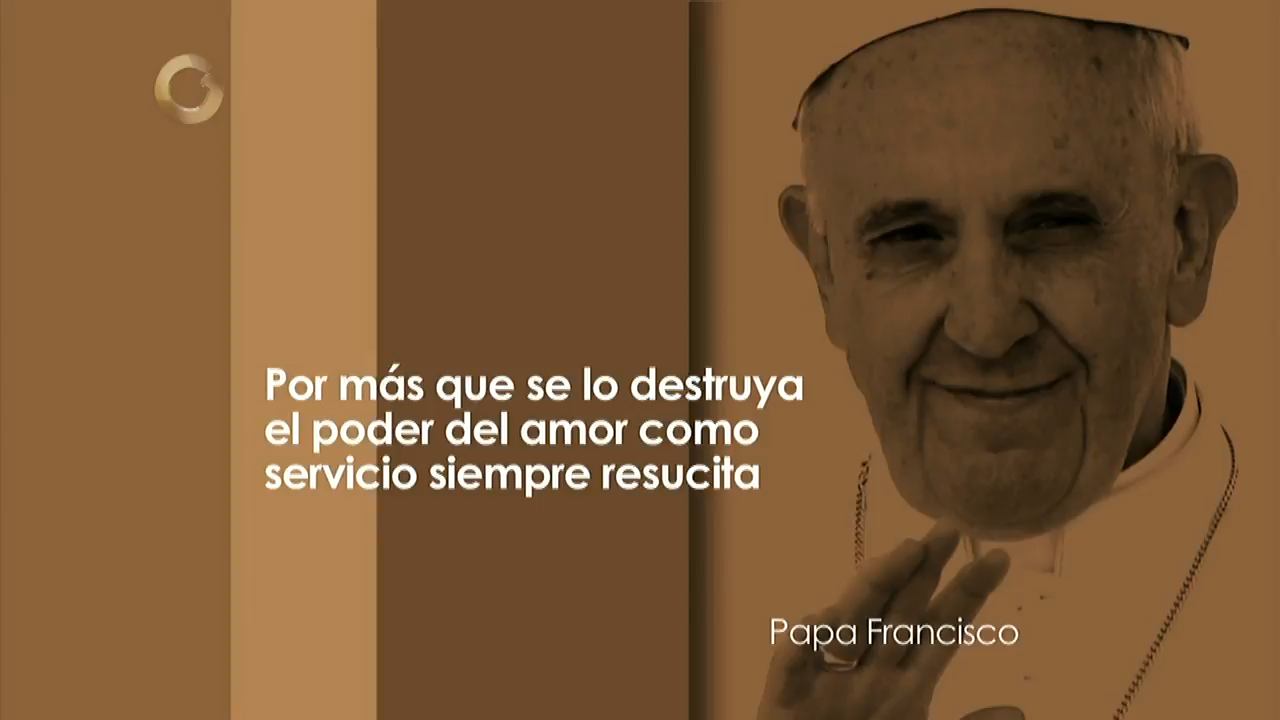 Por más que se lo destruya
el poder del amor como
servicio siempre resucita
Papa Francisco